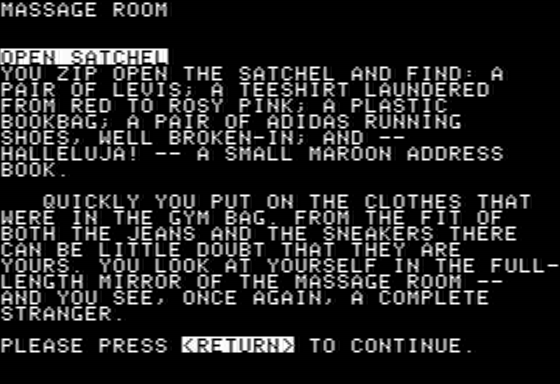 MASSAGE ROOM
OPEN SATCHEL
YOU ZIP OPEN THE SATCHEL AND FIND: A
PAIR OF LEVIS; A TEESHIRT LAUNDERED
FROM RED TO ROSY PINK; A PLASTIC
BOOKBAG; A PAIR OF ADIDAS RUNNING
SHOES, WELL BROKEN-IN; AND --
HALLELUJA! -- A SMALL MAROON ADDRESS
BOOK.
QUICKLY YOU PUT ON THE CLOTHES THAT
WERE IN THE GYM BAG. FROM THE FIT OF
BOTH THE JEANS AND THE SNEAKERS THERE
CAN BE LITTLE DOUBT THAT THEY ARE
YOURS. YOU LOOK AT YOURSELF IN THE FULL-
LENGTH MIRROR OF THE MASSAGE ROOM --
AND YOU SEE, ONCE AGAIN, A COMPLETE
STRANGER.
PLEASE PRESS <RETURN> TO CONTINUE.